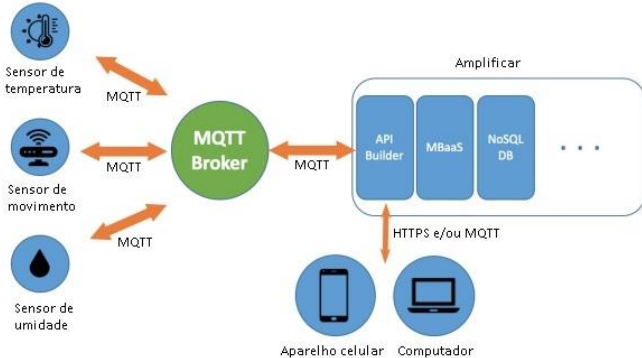 Sensor de
temperatura
MQTT
Sensor de
movimento
MQTT
Sensor de
umidade
MQTT
MQTT
Broker
MQTT
Amplificar
API
Builder
MBaaS
NoSQL
DB
. . .
HTTPS e/ou MQTT
Aparelho celular
Computador